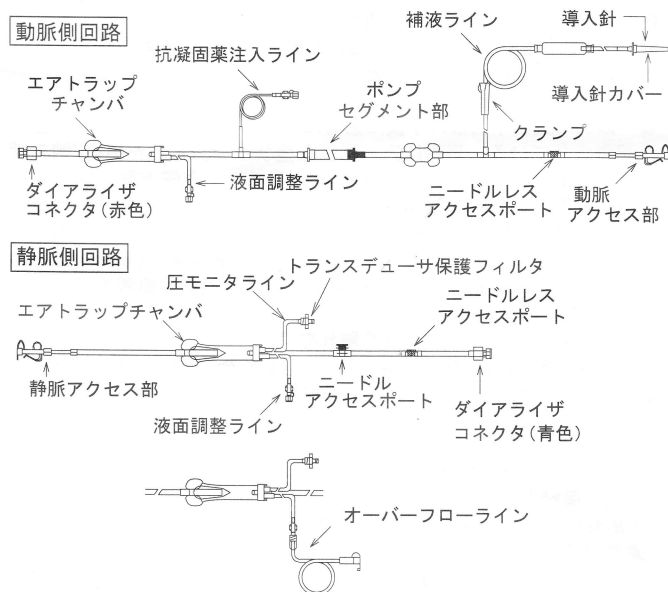 動脈側回路
補液ライン
導入針
抗凝固薬注入ライン
エアトラップ
チャンバ
ポンプ
セグメント部
導入針カバー
クランプ
ダイアライザ
コネクタ(赤色)
液面調整ライン
ニードルレス
アクセスポート
動脈
アクセス部
静脈側回路
トランスデューサ保護フィルタ
圧モニタライン
エアトラップチャンバ
ニードルレス
アクセスポート
静脈アクセス部
ニードル
アクセスポート
液面調整ライン
ダイアライザ
コネクタ(青色)
オーバーフローライン